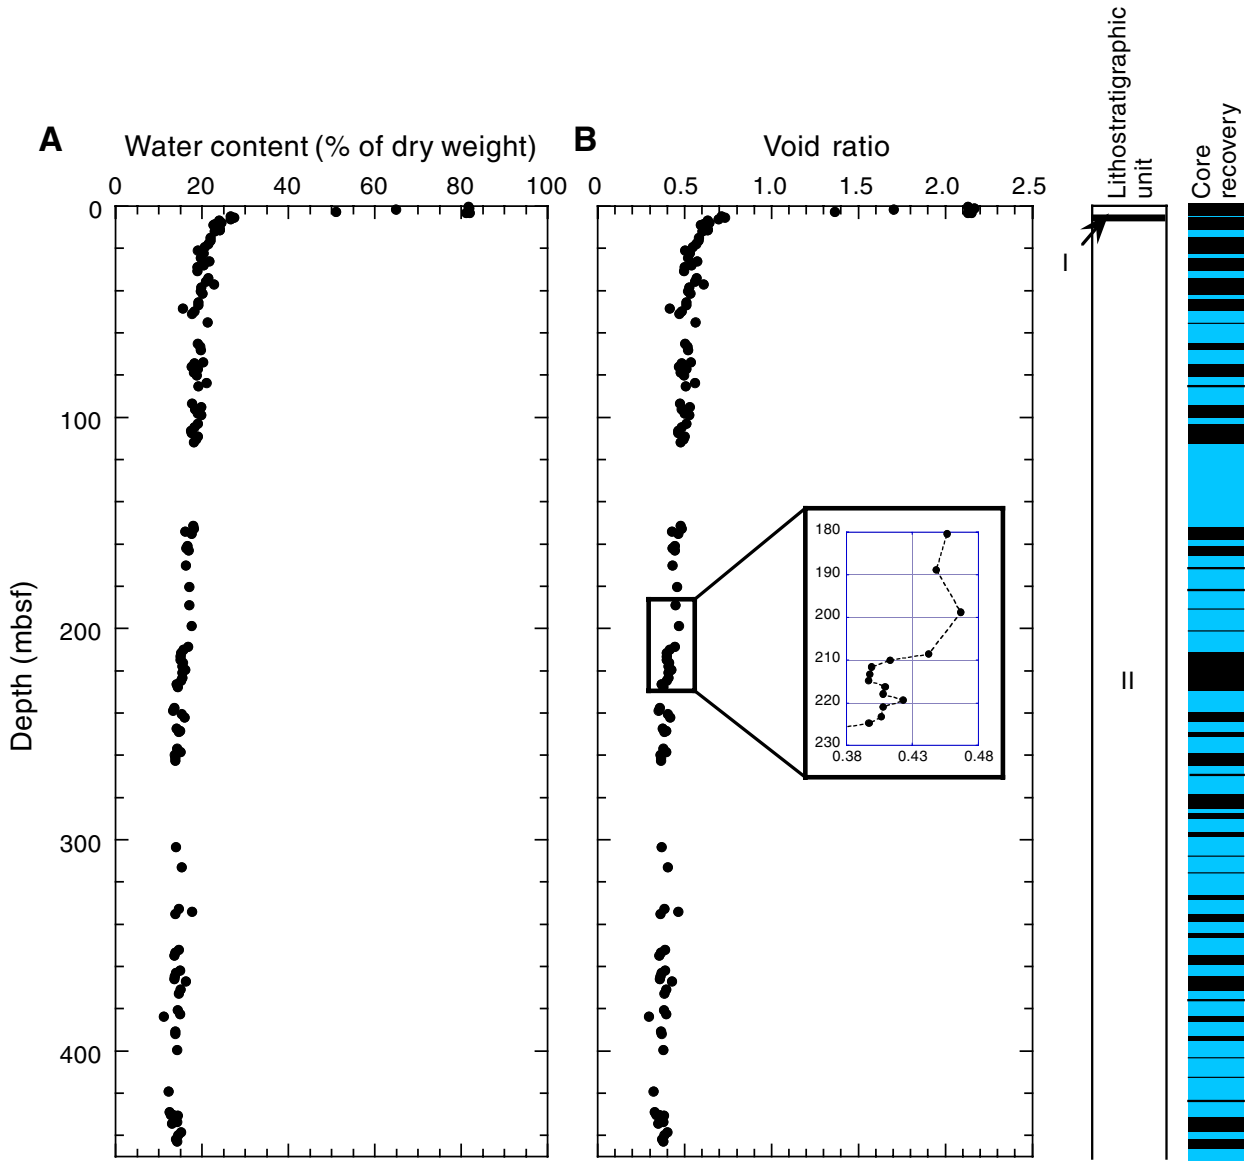 Lithostratigraphic
unit
Core
recovery
A
Water content (% of dry weight)
B
Void ratio
0 20 40 60 80 100
0 0.5 1.0 1.5 2.0 2.5
0
100
200
300
400
Depth (mbsf)
I
II
180
190
200
210
220
230
0.38 0.43 0.48